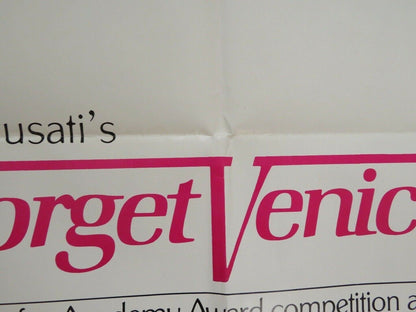 usati's
orget Venic
for Academy Award competition a